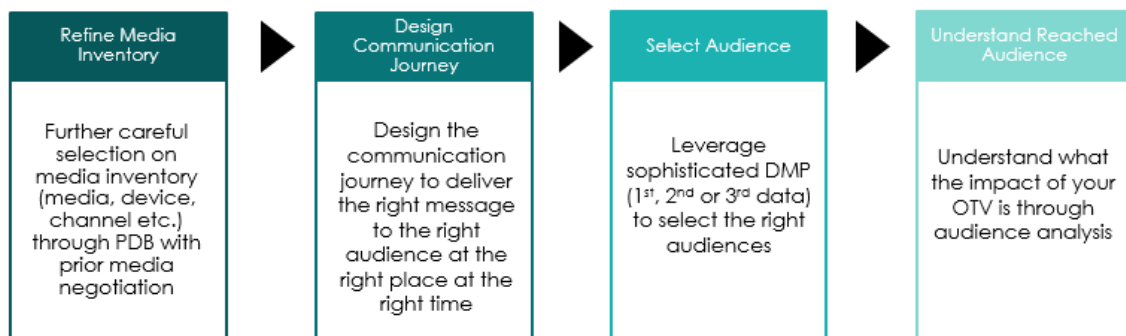 Refine Media
Inventory
Further careful
selection on
media inventory
(media, device,
channel etc.)
through PDB with
prior media
negotiation
Design
Communication
Journey
Design the
communication
journey to deliver
the right message
to the right
audience at the
right place at the
right time
Select Audience
Leverage
sophisticated DMP
(1st, 2nd or 3rd data)
to select the right
audiences
Understand Reached
Audience
Understand what
the impact of your
OTV is through
audience analysis